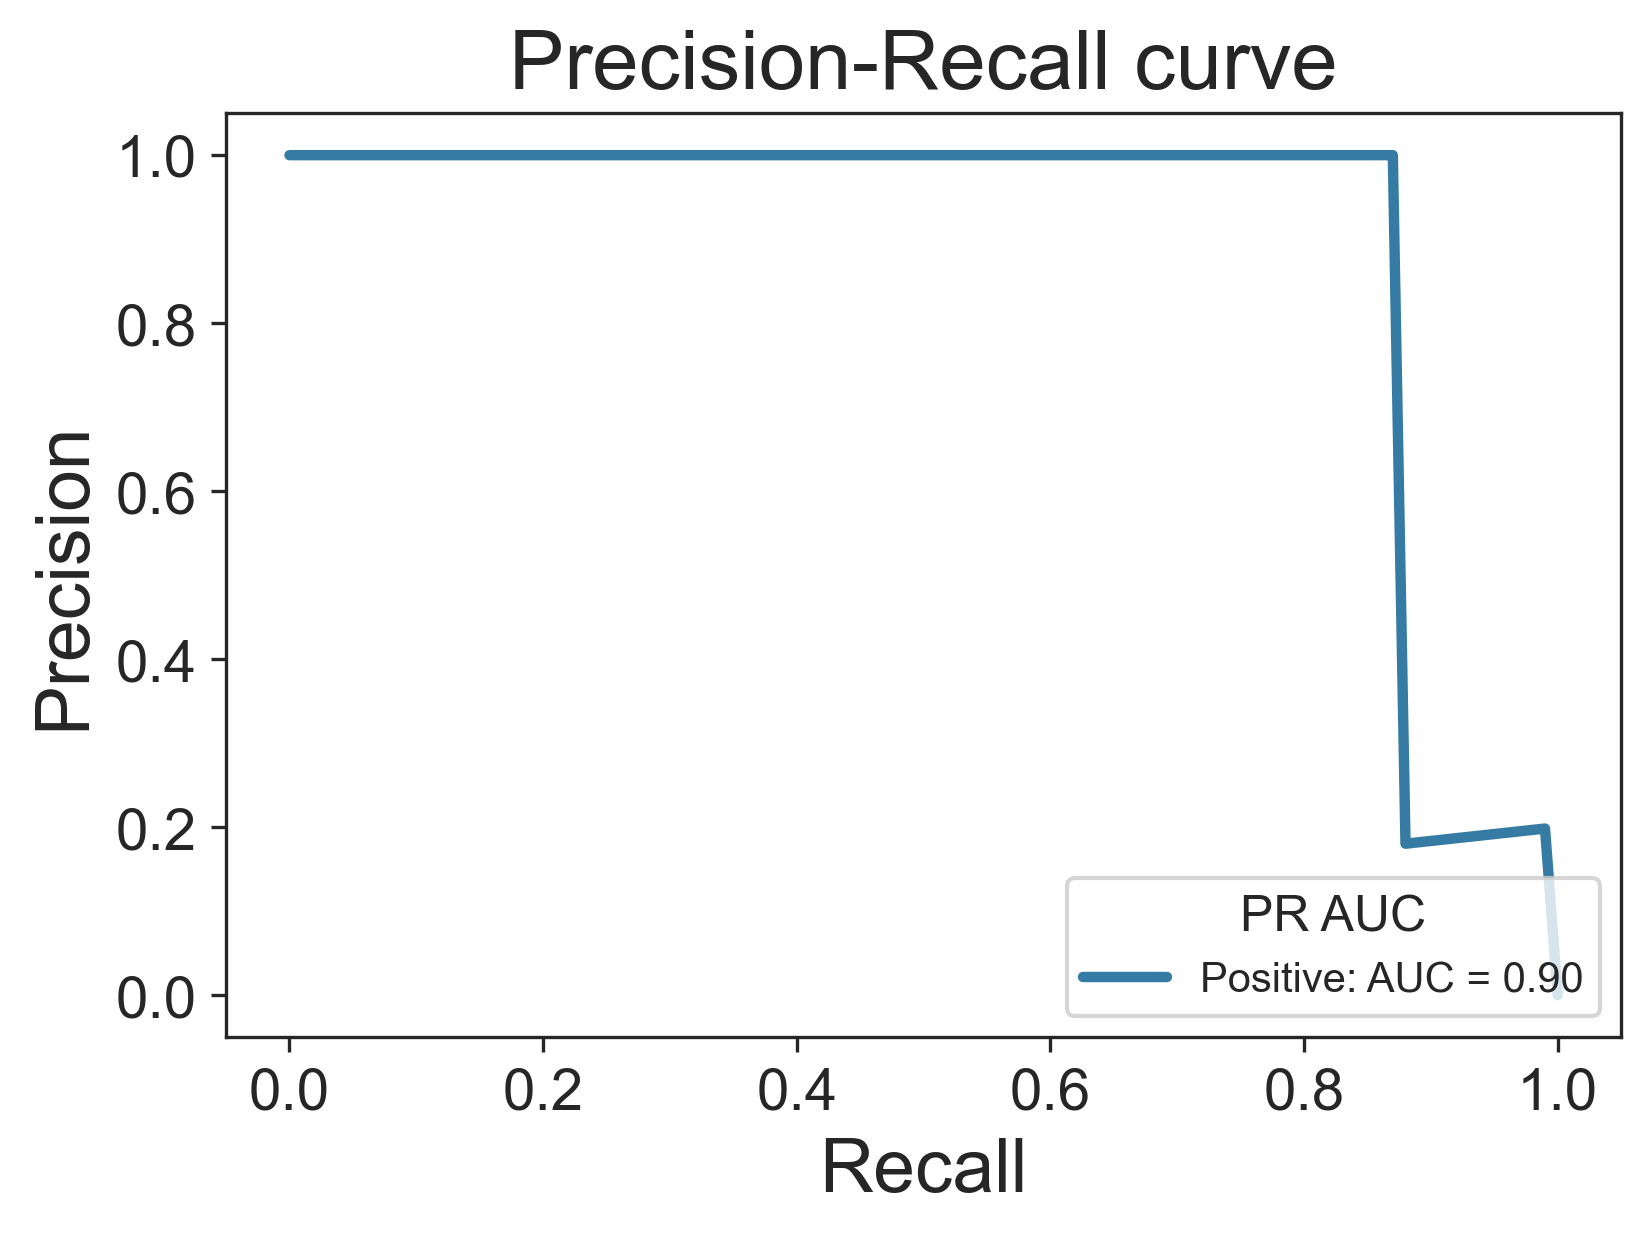 Precision-Recall curve
1.0
0.8
0.6
0.4
0.2
0.0
Precision
PR AUC
Positive: AUC = 0.90
0.0 0.2 0.4 0.6 0.8 1.0
Recall